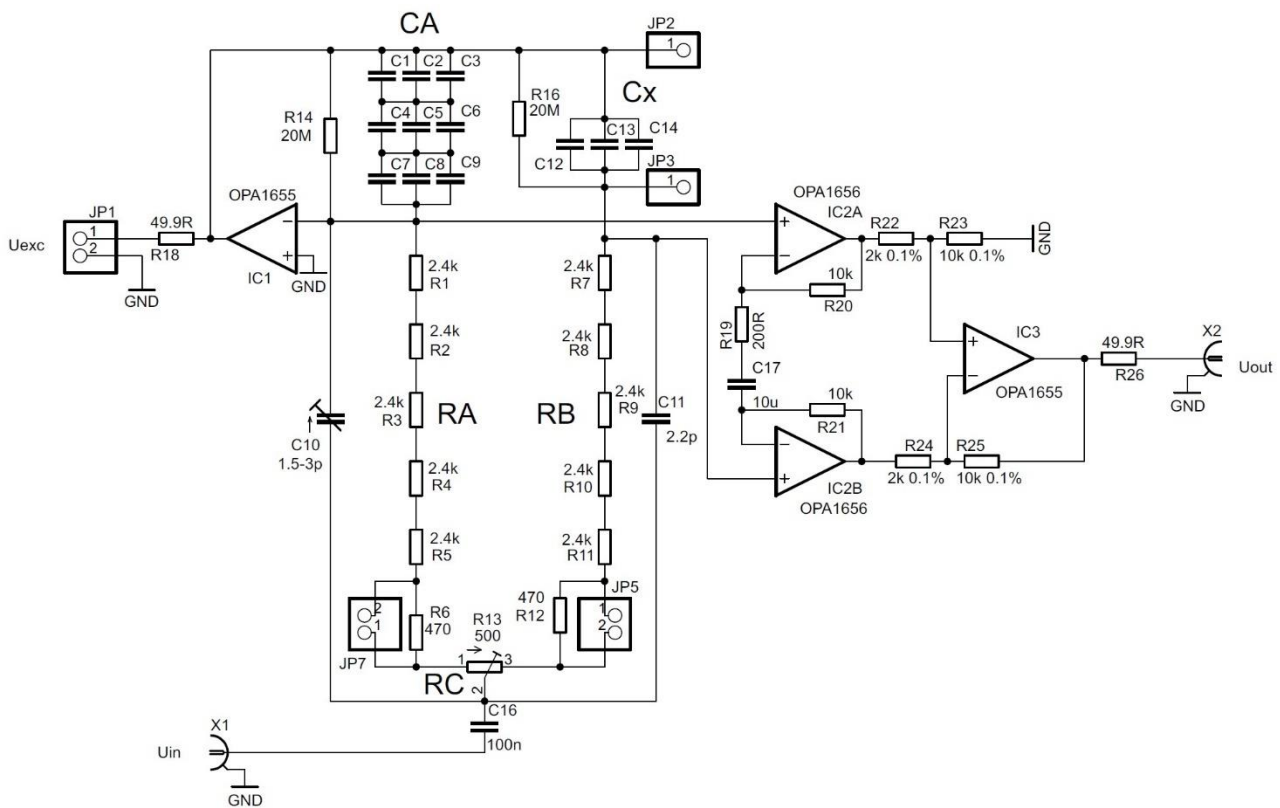 CA
JP2
1
C1
C2
C3
C4
C5
C6
C7
C8
C9
R14
20M
R16
20M
Cx
C13
C14
C12
JP3
1
OPA1655
IC1
JP1
1
2
Uexc
49.9R
R18
GND
GND
−
+
OPA1656
IC2A
+
−
R22
R23
2k 0.1%
10k 0.1%
GND
10k
R20
R19
200R
C17
10u
10k
R21
−
+
IC2B
OPA1656
R24
R25
2k 0.1%
10k 0.1%
IC3
+
−
OPA1655
49.9R
R26
X2
Uout
GND
2.4k
R1
2.4k
R2
2.4k
R3
2.4k
R4
2.4k
R5
RA
2.4k
R7
2.4k
R8
2.4k
R9
2.4k
R10
2.4k
R11
RB
C11
2.2p
C10
1.5-3p
2
1
JP7
R6
470
R13
500
1
3
2
RC
470
R12
JP5
1
2
C16
100n
X1
Uin
GND